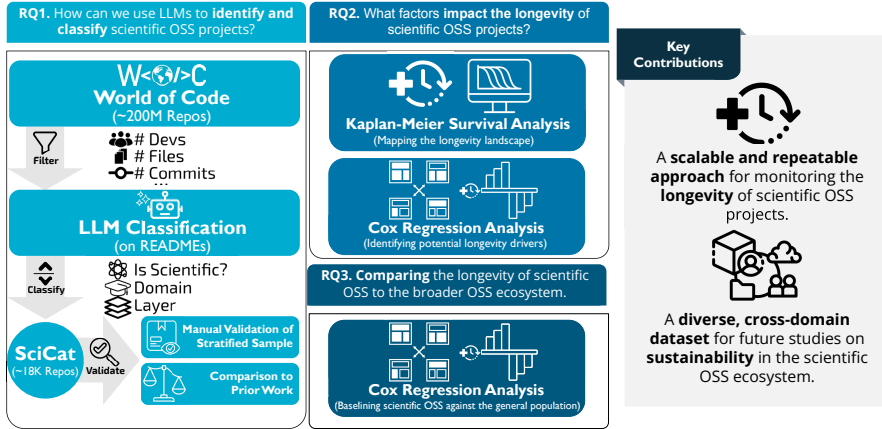 RQ1. How can we use LLMs to identify and
classify scientific OSS projects?
W</>C
World of Code
(~200M Repos)
Filter
# Devs
# Files
# Commits
...
LLM Classification
(on READMEs)
Classify
Is Scientific?
Domain
Layer
SciCat
(~18K Repos)
Validate
Manual Validation of
Stratified Sample
Comparison to
Prior Work
RQ2. What factors impact the longevity of
scientific OSS projects?
Kaplan-Meier Survival Analysis
(Mapping the longevity landscape)
Cox Regression Analysis
(Identifying potential longevity drivers)
RQ3. Comparing the longevity of scientific
OSS to the broader OSS ecosystem.
Cox Regression Analysis
(Baselining scientific OSS against the general population)
Key
Contributions
A scalable and repeatable
approach for monitoring the
longevity of scientific OSS
projects.
A diverse, cross-domain
dataset for future studies on
sustainability in the scientific
OSS ecosystem.